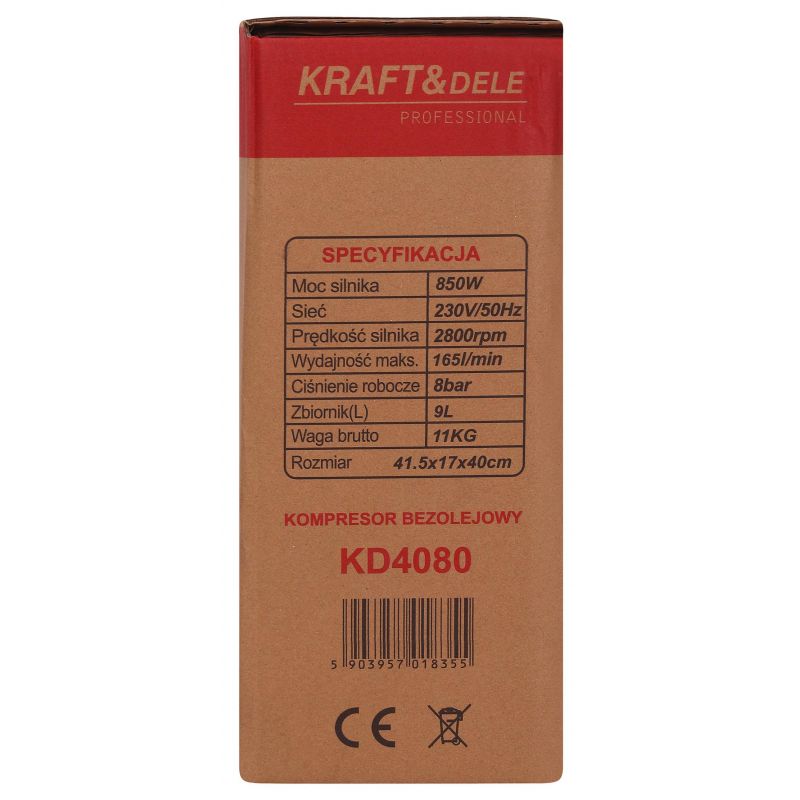 KRAFT&DELE
PROFESSIONAL
SPECYFIKACJA
Moc silnika 850W
Sieć 230V/50Hz
Prędkość silnika 2800rpm
Wydajność maks. 165l/min
Ciśnienie robocze 8bar
Zbiornik(L) 9L
Waga brutto 11KG
Rozmiar 41.5x17x40cm
KOMPRESOR BEZOLEJOWY
KD4080
5 903957 018355
CE